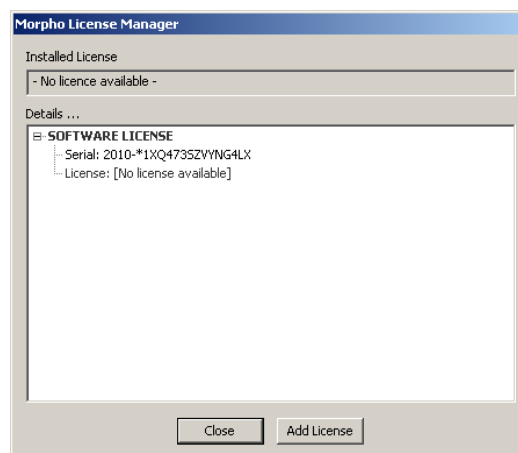 Morpho License Manager
Installed License
- No licence available -
Details ...
SOFTWARE LICENSE
Serial: 2010-*1XQ473SZVYNG4LX
License: [No license available]
Close Add License